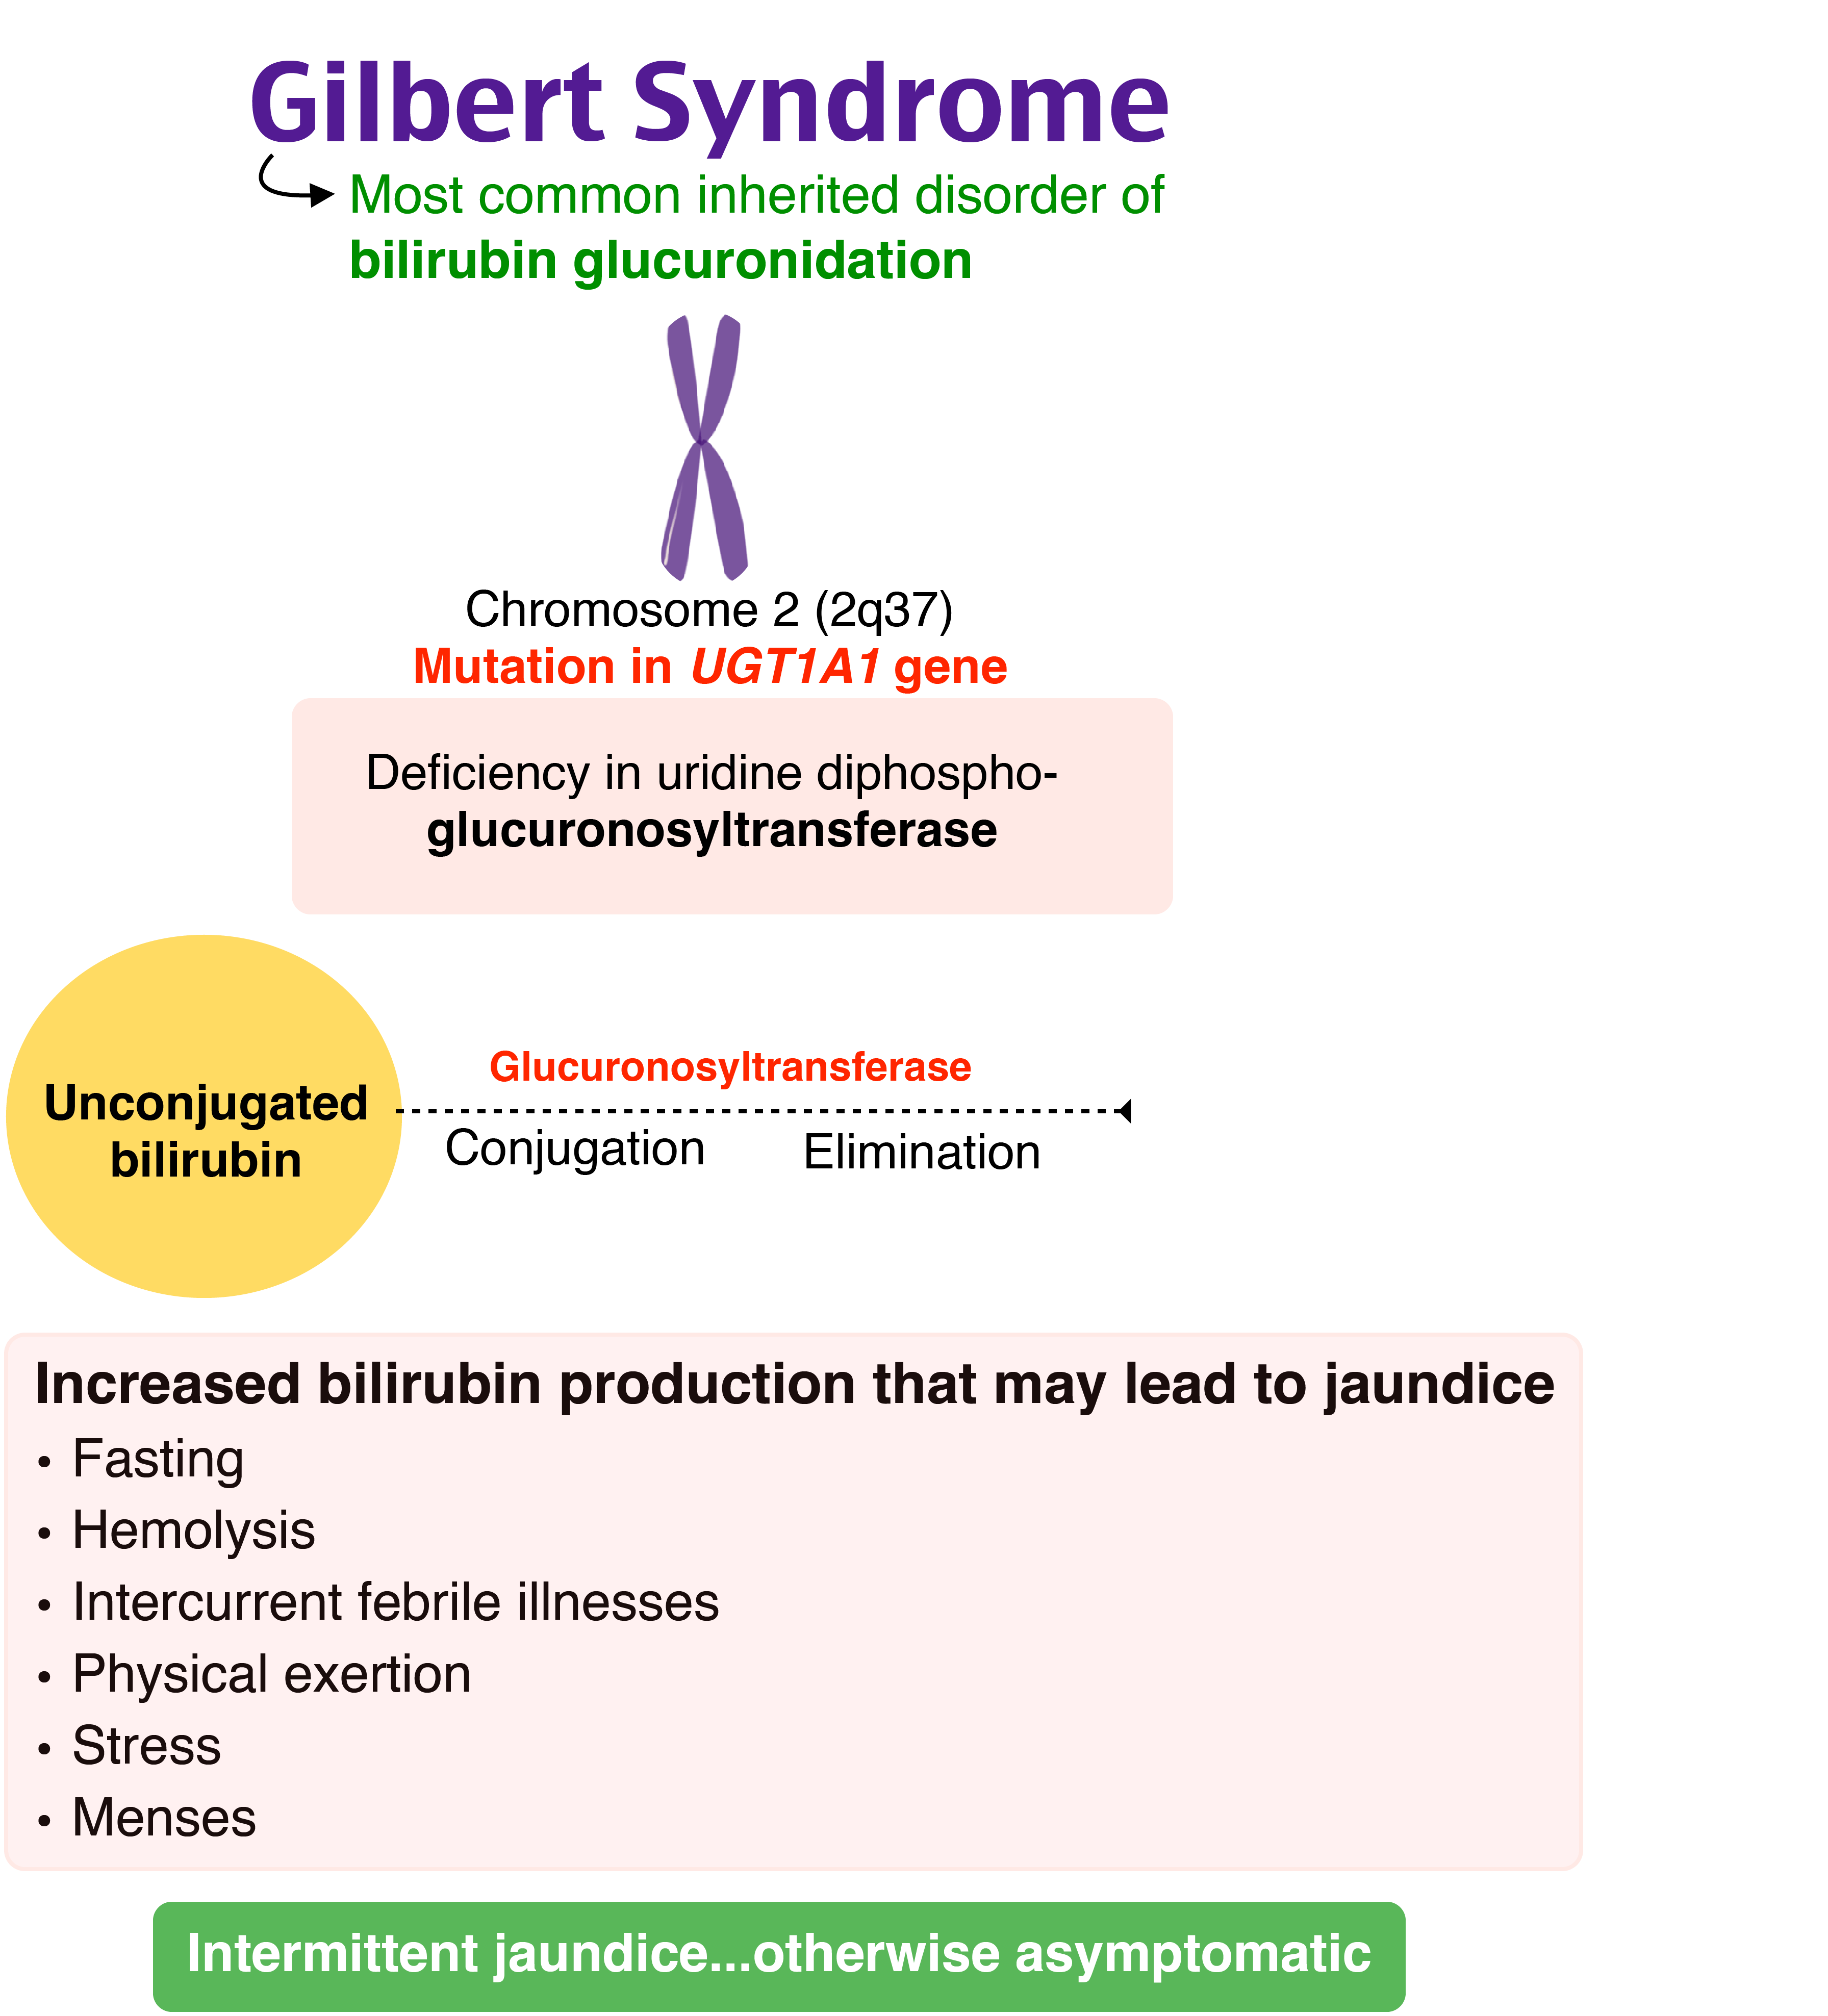 Gilbert Syndrome
Most common inherited disorder of
bilirubin glucuronidation
Chromosome 2 (2q37)
Mutation in UGT1A1 gene
Deficiency in uridine diphospho-
glucuronosyltransferase
Glucuronosyltransferase
Unconjugated
bilirubin
Conjugation
Elimination
Increased bilirubin production that may lead to jaundice
• Fasting
• Hemolysis
• Intercurrent febrile illnesses
• Physical exertion
• Stress
• Menses
Intermittent jaundice...otherwise asymptomatic